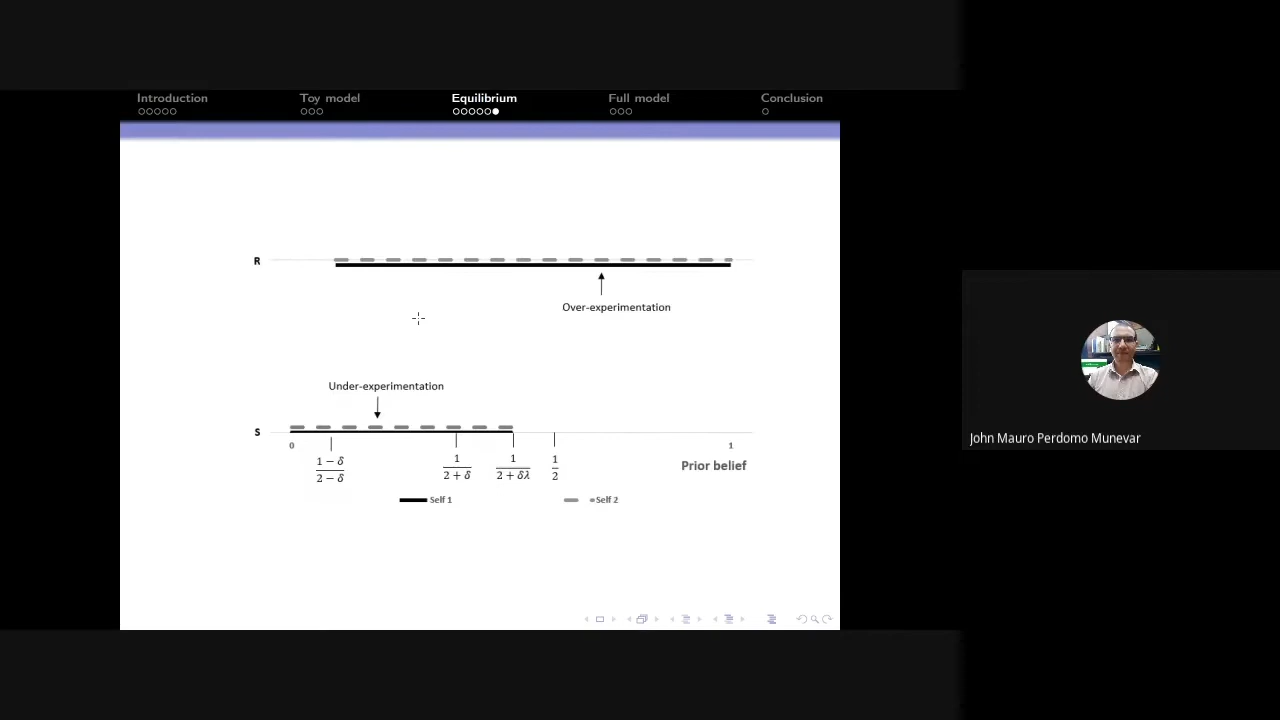 Introduction Toy model Equilibrium Full model Conclusion
R
Over-experimentation
Under-experimentation
S
0 1
1 − δ / 2 − δ 1 / 2 + δ 1 / 2 + δλ 1 / 2 Prior belief
Self 1 Self 2
John Mauro Perdomo Munevar